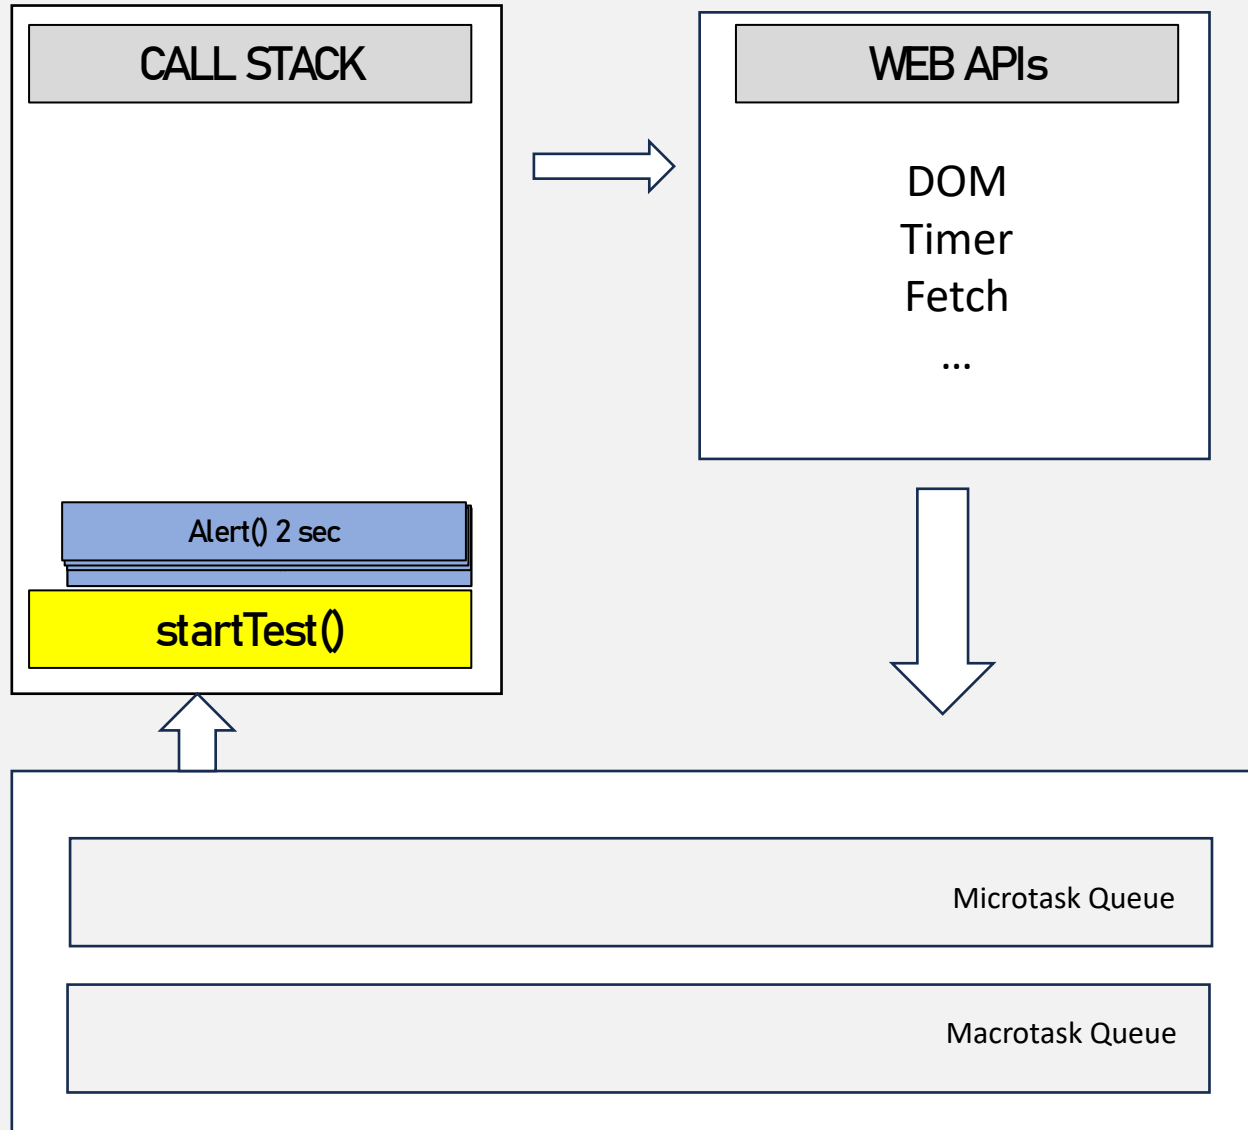 CALL STACK
WEB APIs
DOM
Timer
Fetch
...
Alert() 2 sec
startTest()
Microtask Queue
Macrotask Queue